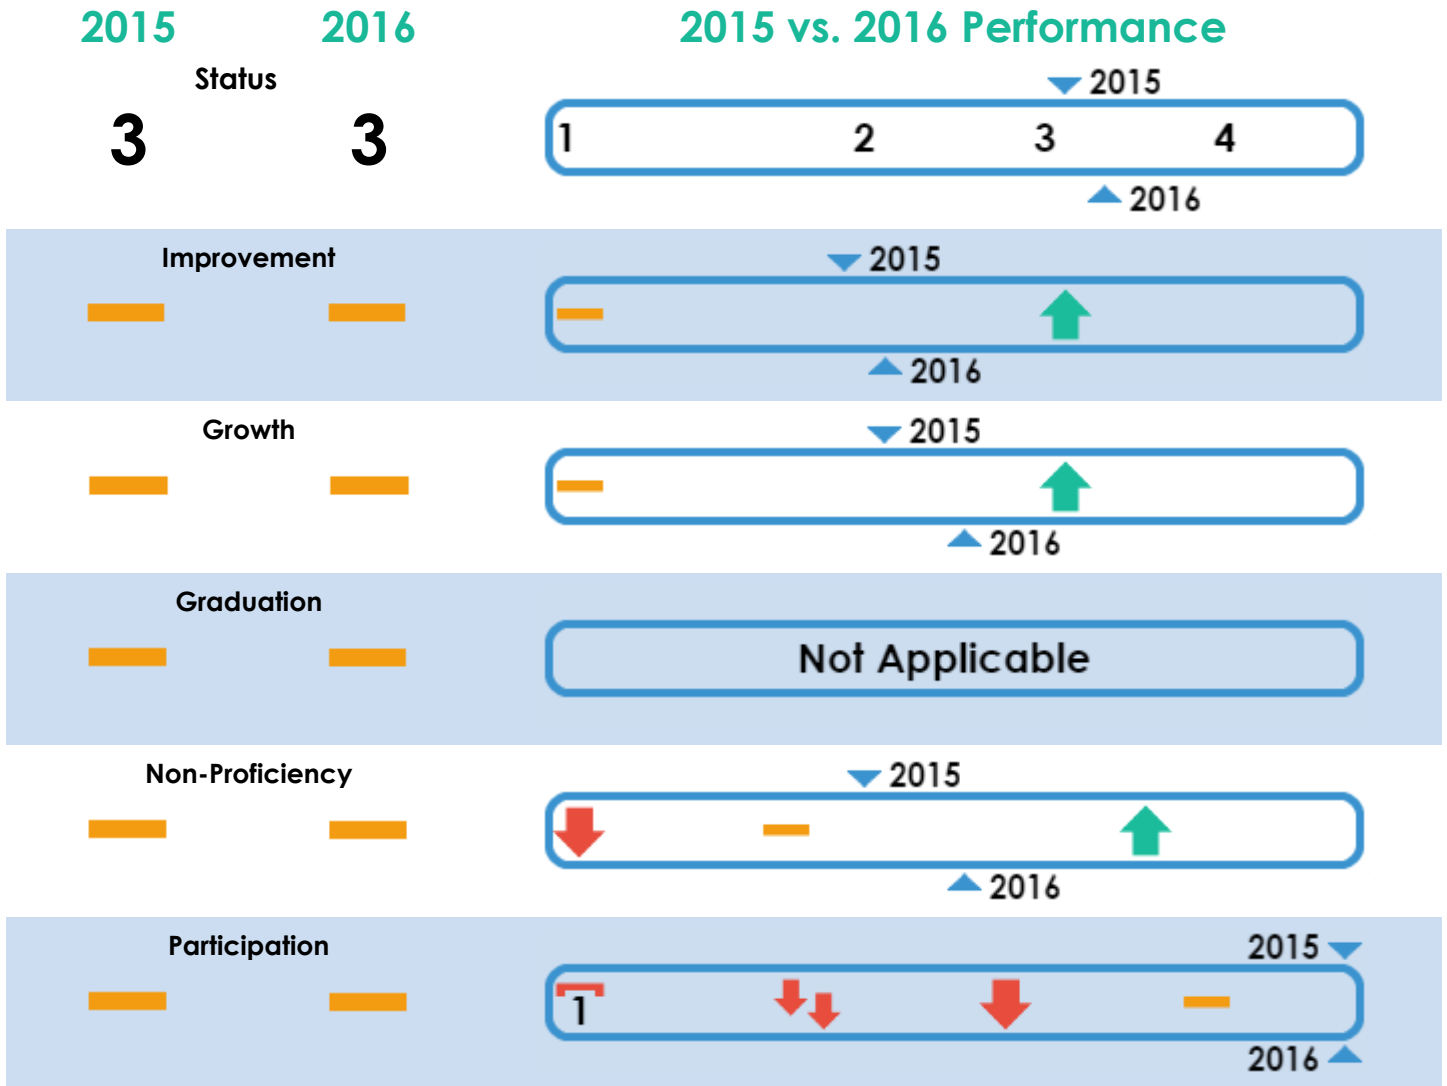 2015 2016 2015 vs. 2016 Performance
Status
2015
3 3
1 2 3 4
2016
Improvement
2015
2016
Growth
2015
2016
Graduation
Not Applicable
Non-Proficiency
2015
2016
Participation
2015
1
2016